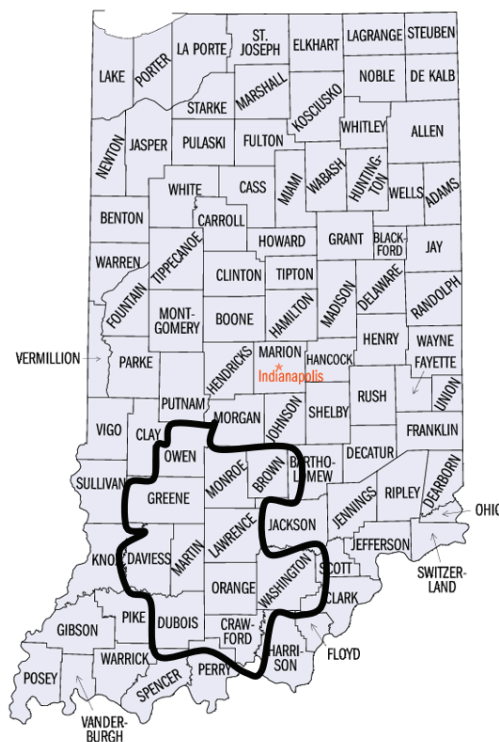 LAKE
PORTER
LA PORTE
ST.
JOSEPH
ELKHART
LAGRANGE
STEUBEN
NOBLE
DE KALB
STARKE
MARSHALL
KOSCIUSKO
WHITLEY
ALLEN
NEWTON
JASPER
PULASKI
FULTON
MIAMI
WABASH
HUNTING-
TON
WELLS
ADAMS
WHITE
CASS
BENTON
CARROLL
HOWARD
GRANT
BLACK-
FORD
JAY
WARREN
TIPPECANOE
CLINTON
TIPTON
MADISON
DELAWARE
RANDOLPH
FOUNTAIN
MONT-
GOMERY
BOONE
HAMILTON
HENRY
WAYNE
VERMILLION
PARKE
HENDRICKS
MARION
Indianapolis
HANCOCK
FAYETTE
UNION
PUTNAM
MORGAN
JOHNSON
SHELBY
RUSH
FRANKLIN
VIGO
CLAY
OWEN
MONROE
BROWN
BARTHO-
LOMEW
DECATUR
DEARBORN
SULLIVAN
GREENE
JENNINGS
RIPLEY
OHIO
LAWRENCE
JACKSON
JEFFERSON
SWITZER-
LAND
KNOX
DAVIESS
MARTIN
ORANGE
WASHINGTON
SCOTT
CLARK
GIBSON
PIKE
DUBOIS
CRAW-
FORD
HARRI-
SON
FLOYD
POSEY
VANDER-
BURGH
WARRICK
SPENCER
PERRY